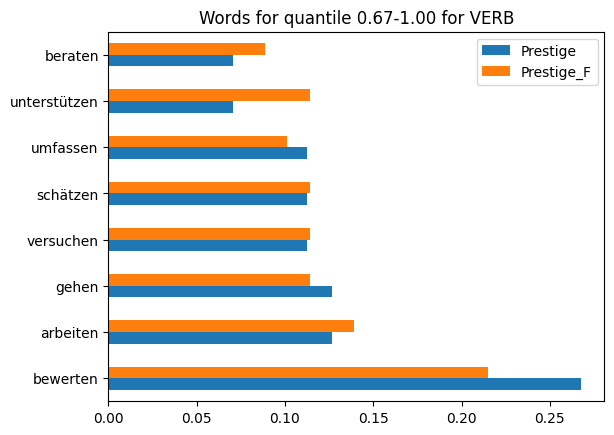 Words for quantile 0.67-1.00 for VERB
Prestige
Prestige_F
beraten
unterstützen
umfassen
schätzen
versuchen
gehen
arbeiten
bewerten
0.00 0.05 0.10 0.15 0.20 0.25